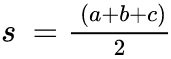 s = (a+b+c)/2